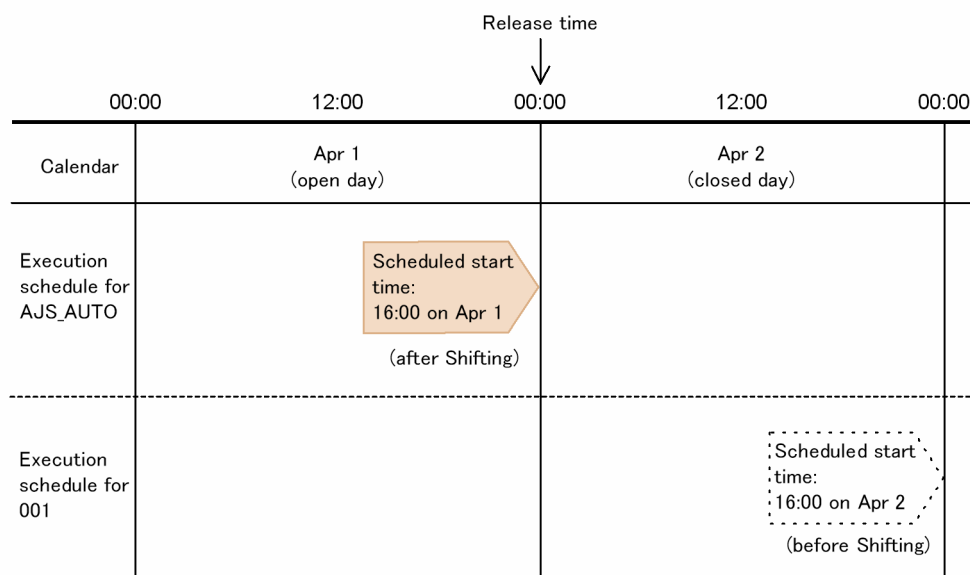 Release time
00:00 12:00 00:00 12:00 00:00
Calendar
Apr 1
(open day)
Apr 2
(closed day)
Execution
schedule for
AJS_AUTO
Scheduled start
time:
16:00 on Apr 1
(after Shifting)
Execution
schedule for
001
Scheduled start
time:
16:00 on Apr 2
(before Shifting)